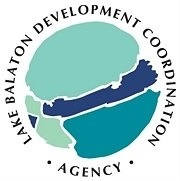 LAKE BALATON DEVELOPMENT COORDINATION
• AGENCY •